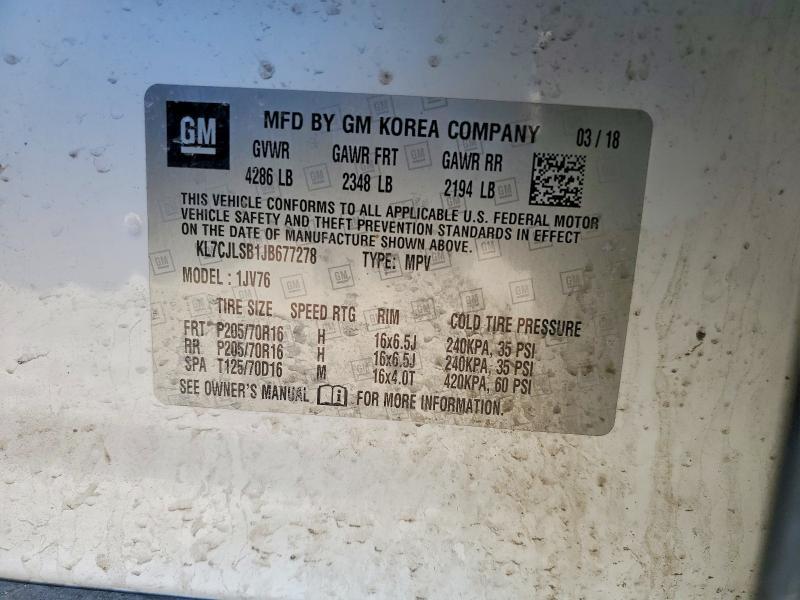 GM
MFD BY GM KOREA COMPANY 03 / 18
GVWR GAWR FRT GAWR RR
4286 LB 2348 LB 2194 LB
THIS VEHICLE CONFORMS TO ALL APPLICABLE U.S. FEDERAL MOTOR
VEHICLE SAFETY AND THEFT PREVENTION STANDARDS IN EFFECT
ON THE DATE OF MANUFACTURE SHOWN ABOVE.
KL7CJLSB1JB677278 TYPE: MPV
MODEL : 1JV76
TIRE SIZE SPEED RTG RIM COLD TIRE PRESSURE
FRT P205/70R16 H 16x6.5J 240KPA, 35 PSI
RR P205/70R16 H 16x6.5J 240KPA, 35 PSI
SPA T125/70D16 M 16x4.0T 420KPA, 60 PSI
SEE OWNER'S MANUAL i FOR MORE INFORMATION.